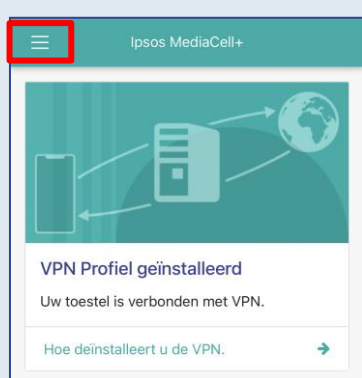 Ipsos MediaCell+
VPN Profiel geïnstalleerd
Uw toestel is verbonden met VPN.
Hoe deïnstalleert u de VPN.